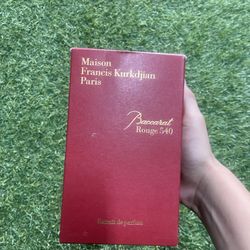 Maison
Francis Kurkdjian
Paris
Baccarat
Rouge 540
Extrait de parfum